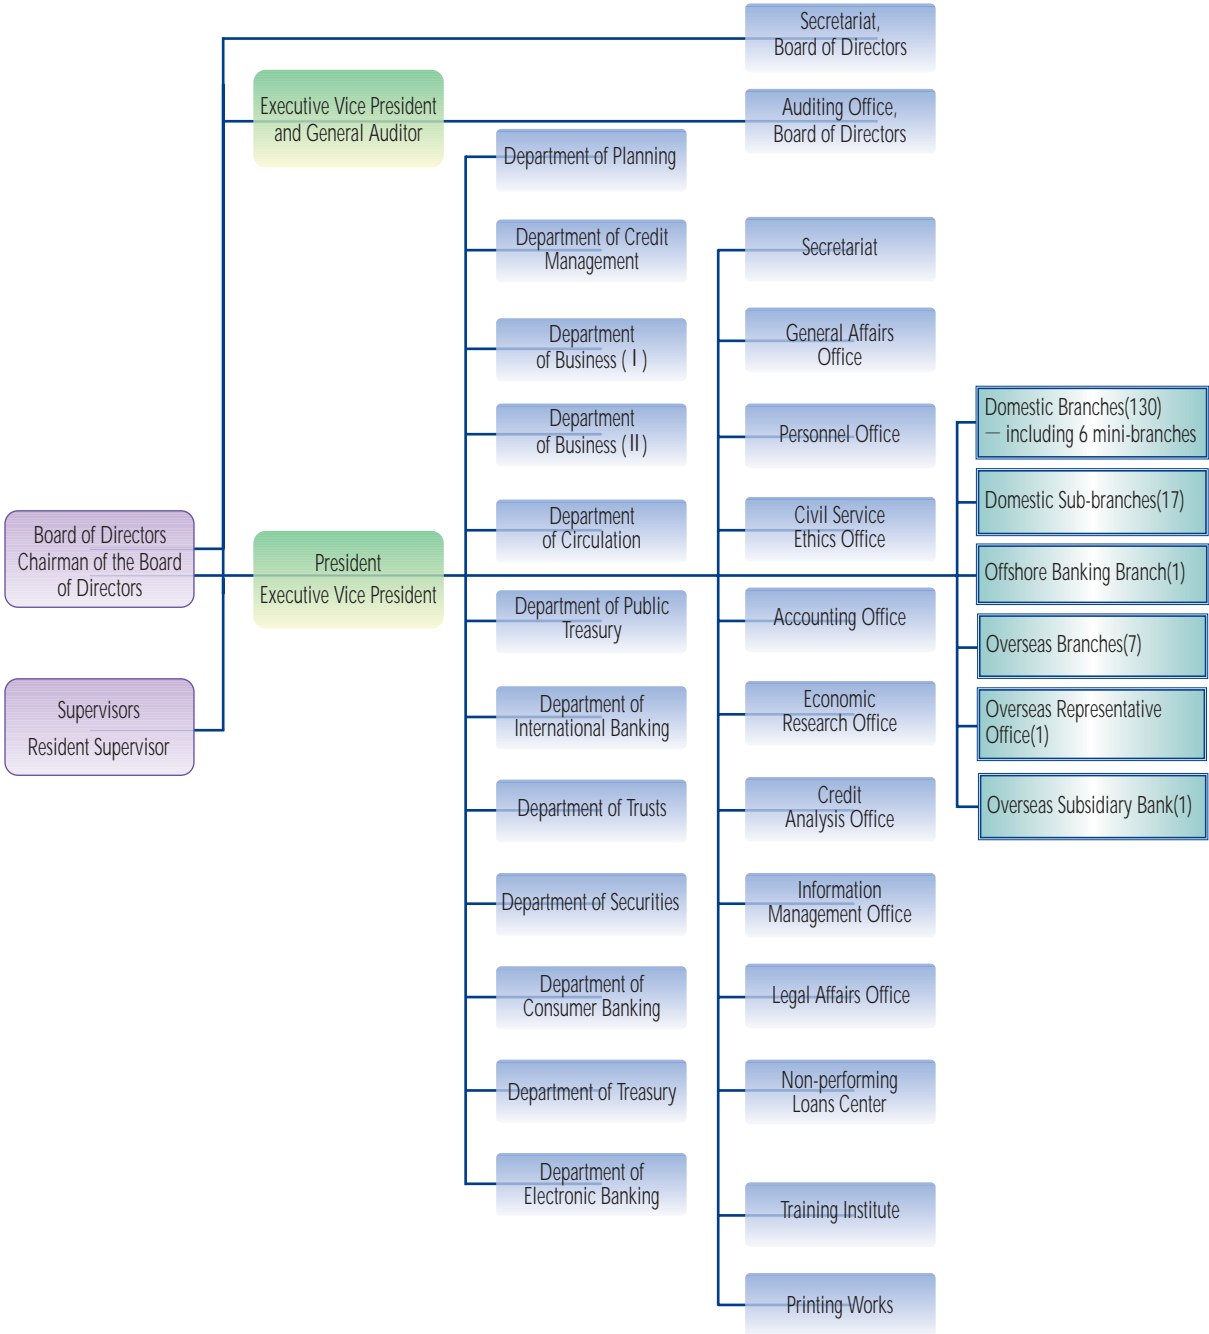 Secretariat,
Board of Directors
Executive Vice President
and General Auditor
Auditing Office,
Board of Directors
Board of Directors
Chairman of the Board
of Directors
Supervisors
Resident Supervisor
President
Executive Vice President
Department of Planning
Department of Credit
Management
Department
of Business ( I )
Department
of Business ( II )
Department
of Circulation
Department of Public
Treasury
Department of
International Banking
Department of Trusts
Department of Securities
Department of
Consumer Banking
Department of Treasury
Department of
Electronic Banking
Secretariat
General Affairs
Office
Personnel Office
Civil Service
Ethics Office
Accounting Office
Economic
Research Office
Credit
Analysis Office
Information
Management Office
Legal Affairs Office
Non-performing
Loans Center
Training Institute
Printing Works
Domestic Branches(130)
— including 6 mini-branches
Domestic Sub-branches(17)
Offshore Banking Branch(1)
Overseas Branches(7)
Overseas Representative
Office(1)
Overseas Subsidiary Bank(1)